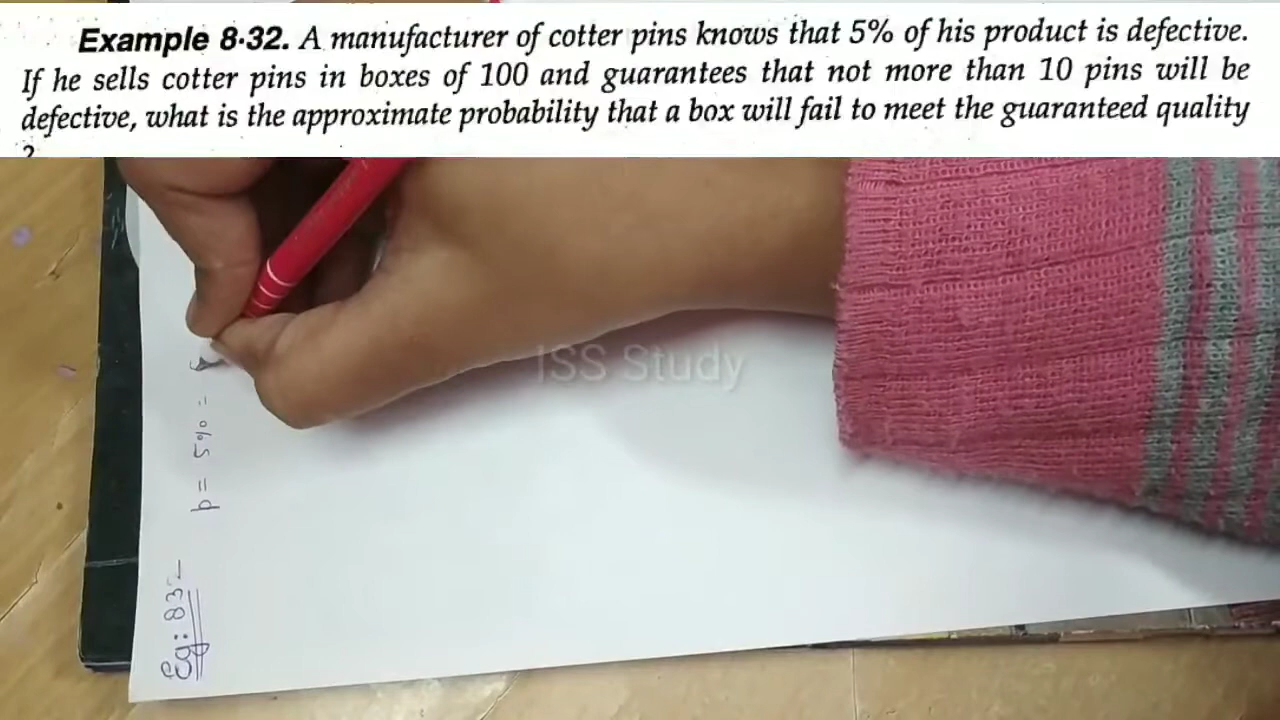 Example 8·32. A manufacturer of cotter pins knows that 5% of his product is defective.
If he sells cotter pins in boxes of 100 and guarantees that not more than 10 pins will be
defective, what is the approximate probability that a box will fail to meet the guaranteed quality
?
ISS Study
Eg: 832
p = 5% =